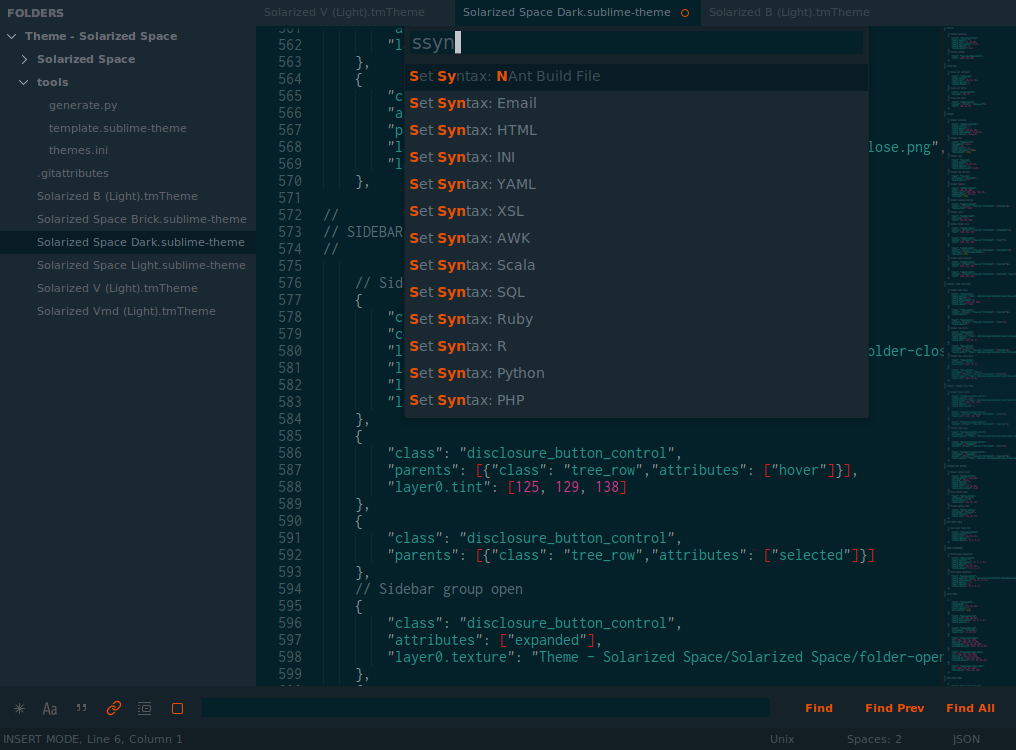 FOLDERS
Theme - Solarized Space
Solarized Space
tools
generate.py
template.sublime-theme
themes.ini
.gitattributes
Solarized B (Light).tmTheme
Solarized Space Brick.sublime-theme
Solarized Space Dark.sublime-theme
Solarized Space Light.sublime-theme
Solarized V (Light).tmTheme
Solarized Vmd (Light).tmTheme
Solarized V (Light).tmTheme
Solarized Space Dark.sublime-theme
Solarized B (Light).tmTheme
ssyn
Set Syntax: NAnt Build File
Set Syntax: Email
Set Syntax: HTML
Set Syntax: INI
Set Syntax: YAML
Set Syntax: XSL
Set Syntax: AWK
Set Syntax: Scala
Set Syntax: SQL
Set Syntax: Ruby
Set Syntax: R
Set Syntax: Python
Set Syntax: PHP
562 "l
563 },
564 {
565 "c
566 "a
567 "p
568 "l lose.png",
569 "l
570 },
571
572 //
573 // SIDEBAR
574 //
575
576 // Sid
577 {
578 "c
579 "c
580 "l older-clos
581 "l
582 "l
583 "l
584 },
585 {
586 "class": "disclosure_button_control",
587 "parents": [{"class": "tree_row","attributes": ["hover"]}],
588 "layer0.tint": [125, 129, 138]
589 },
590 {
591 "class": "disclosure_button_control",
592 "parents": [{"class": "tree_row","attributes": ["selected"]}]
593 },
594 // Sidebar group open
595 {
596 "class": "disclosure_button_control",
597 "attributes": ["expanded"],
598 "layer0.texture": "Theme - Solarized Space/Solarized Space/folder-open
599 },
Aa
Find
Find Prev
Find All
INSERT MODE, Line 6, Column 1
Unix
Spaces: 2
JSON